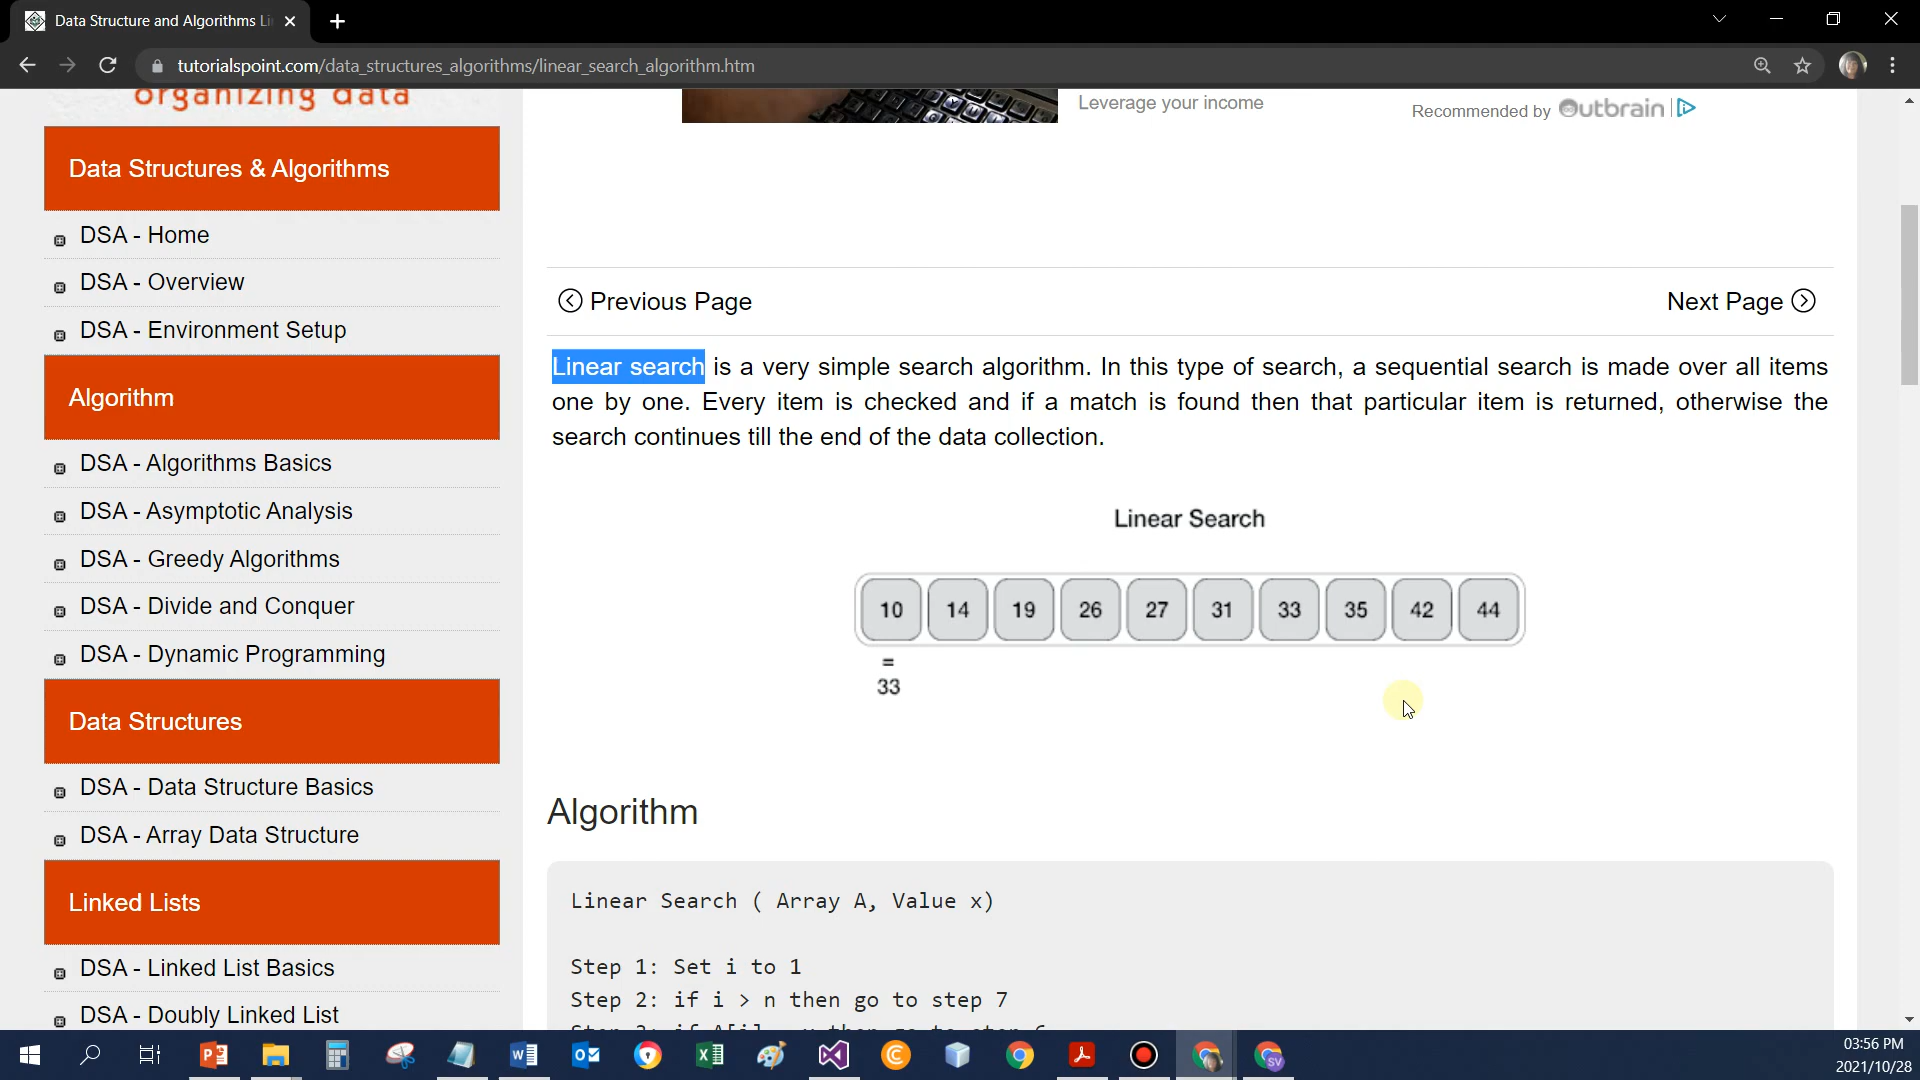 Data Structure and Algorithms Li
tutorialspoint.com/data_structures_algorithms/linear_search_algorithm.htm
organizing data
Data Structures & Algorithms
DSA - Home
DSA - Overview
DSA - Environment Setup
Algorithm
DSA - Algorithms Basics
DSA - Asymptotic Analysis
DSA - Greedy Algorithms
DSA - Divide and Conquer
DSA - Dynamic Programming
Data Structures
DSA - Data Structure Basics
DSA - Array Data Structure
Linked Lists
DSA - Linked List Basics
DSA - Doubly Linked List
Leverage your income
Recommended by Outbrain
Previous Page
Next Page
Linear search is a very simple search algorithm. In this type of search, a sequential search is made over all items
one by one. Every item is checked and if a match is found then that particular item is returned, otherwise the
search continues till the end of the data collection.
Linear Search
10 14 19 26 27 31 33 35 42 44
=
33
Algorithm
Linear Search ( Array A, Value x)
Step 1: Set i to 1
Step 2: if i > n then go to step 7
03:56 PM
2021/10/28